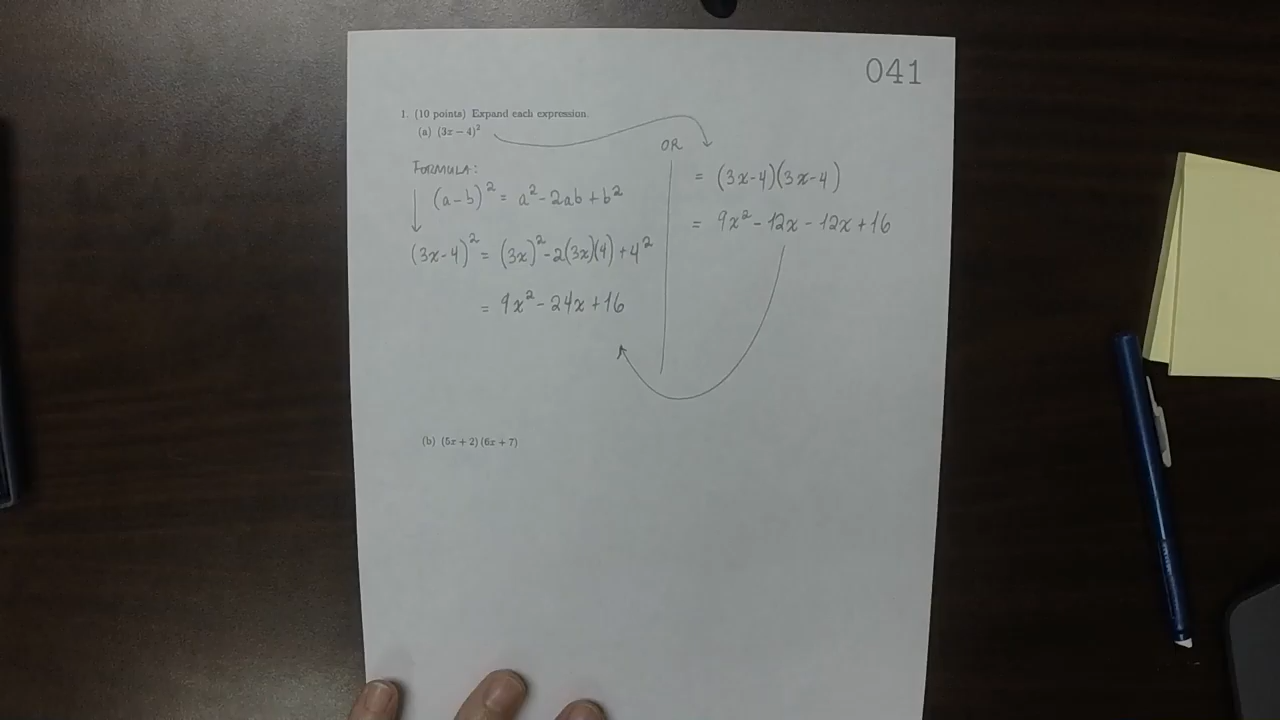 041
1. (10 points) Expand each expression.
(a) (3x − 4)²
FORMULA:
(a-b)² = a² - 2ab + b²
(3x-4)² = (3x)² - 2(3x)(4) + 4²
= 9x² - 24x + 16
OR
= (3x-4)(3x-4)
= 9x² - 12x - 12x + 16
(b) (5x + 2)(6x + 7)